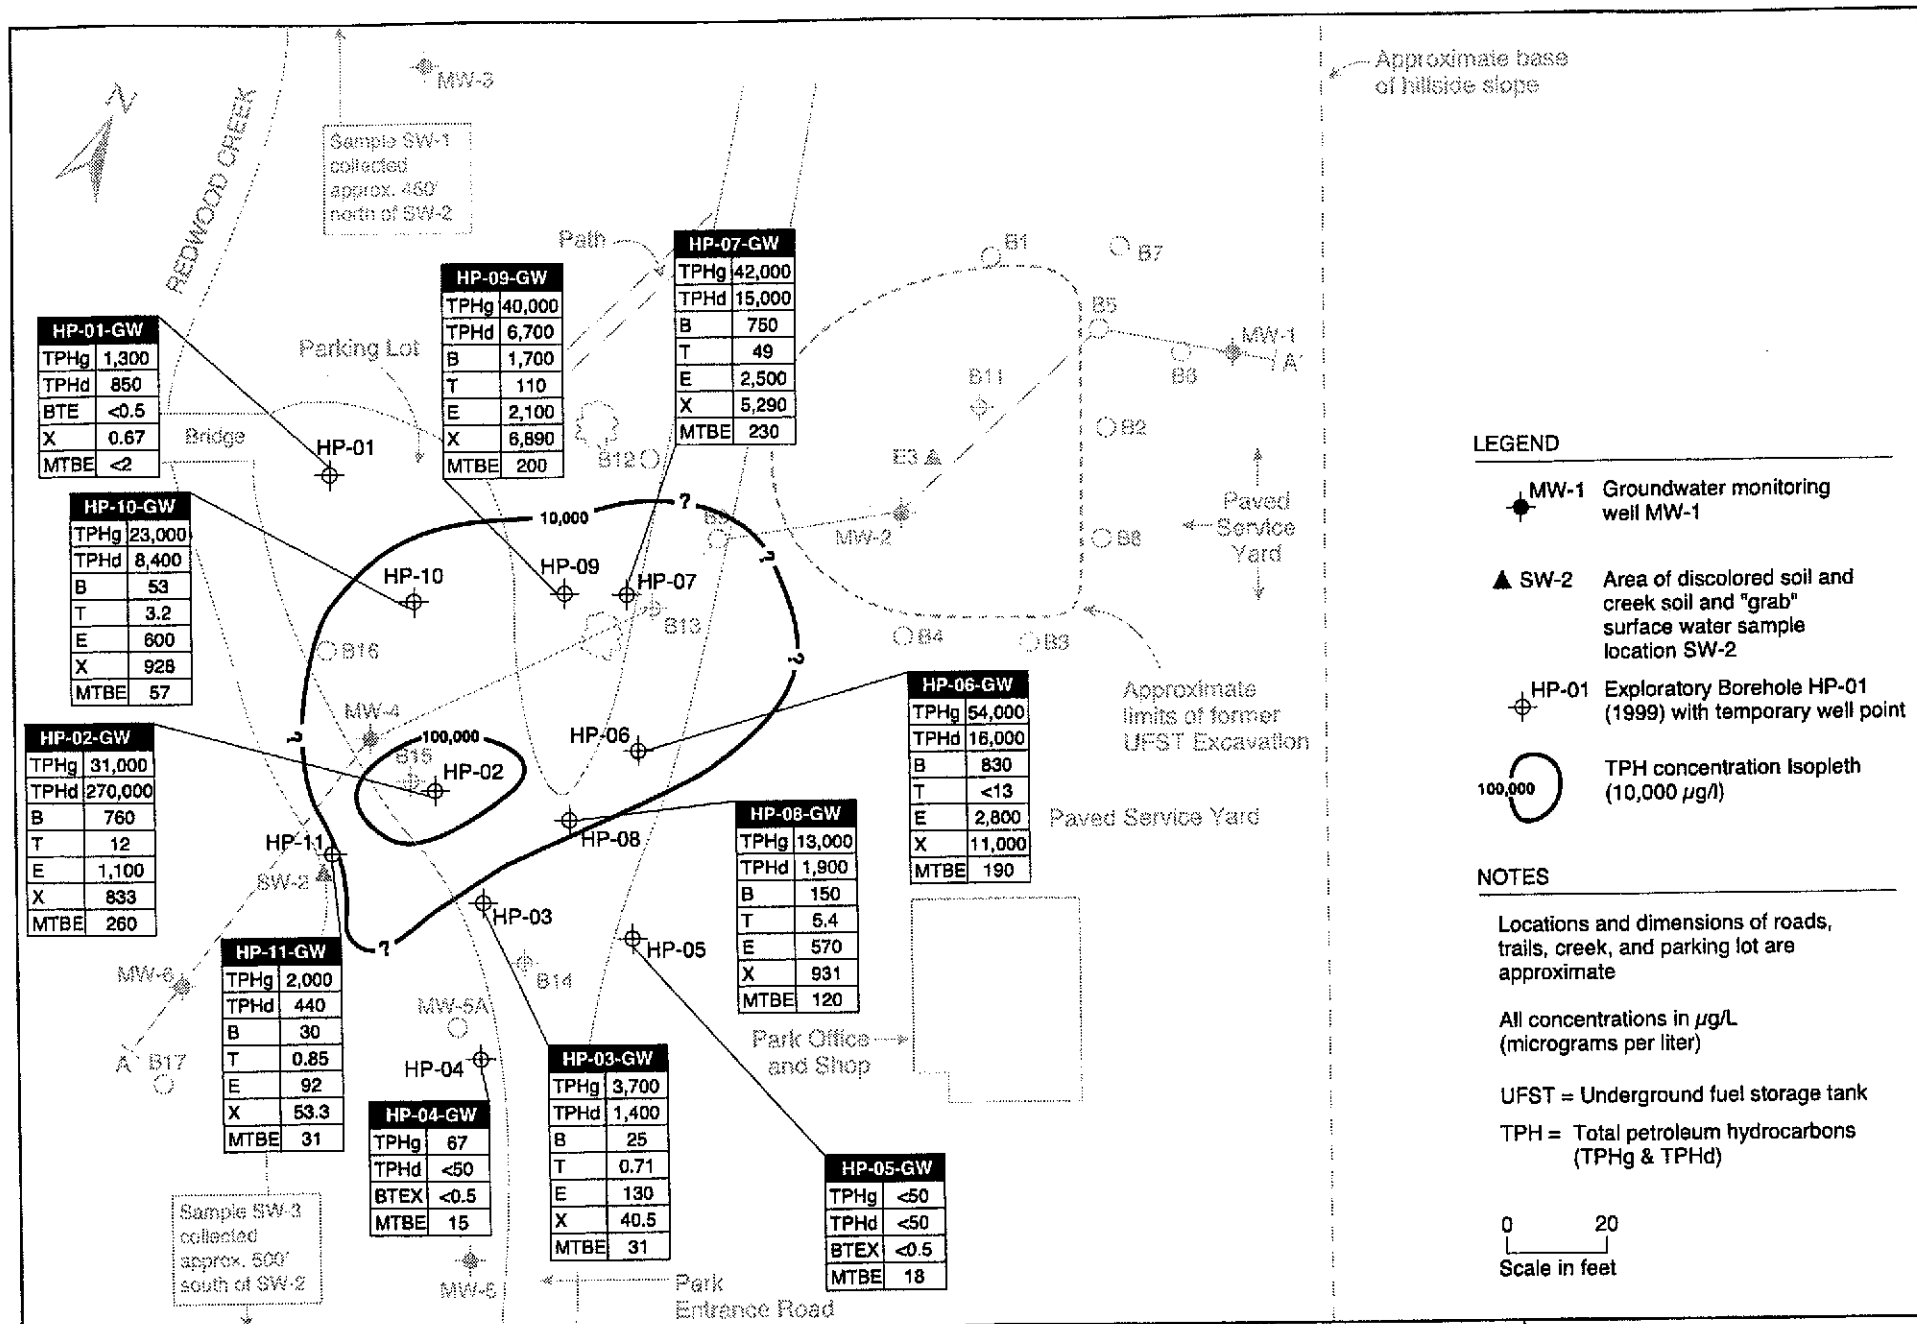 N
REDWOOD CREEK
MW-3
Sample SW-1
collected
approx. 450'
north of SW-2
Approximate base
of hillside slope
Path
Parking Lot
Bridge
HP-01-GW
TPHg 1,300
TPHd 850
BTE <0.5
X 0.67
MTBE <2
HP-01
HP-09-GW
TPHg 40,000
TPHd 6,700
B 1,700
T 110
E 2,100
X 6,890
MTBE 200
HP-07-GW
TPHg 42,000
TPHd 15,000
B 750
T 49
E 2,500
X 5,290
MTBE 230
B1
B7
B5
MW-1
A'
B11
B2
B12
E3
MW-2
B9
Paved
Service
Yard
B4
B3
HP-10-GW
TPHg 23,000
TPHd 8,400
B 53
T 3.2
E 600
X 928
MTBE 57
10,000
?
?
?
?
?
HP-10
HP-09
HP-07
B13
B16
MW-4
Approximate
limits of former
UFST Excavation
HP-02-GW
TPHg 31,000
TPHd 270,000
B 760
T 12
E 1,100
X 833
MTBE 260
100,000
B15
HP-02
HP-06
HP-06-GW
TPHg 54,000
TPHd 16,000
B 830
T <13
E 2,800
X 11,000
MTBE 190
HP-08
HP-08-GW
TPHg 13,000
TPHd 1,900
B 150
T 5.4
E 570
X 931
MTBE 120
Paved Service Yard
HP-11
SW-2
HP-03
HP-05
B14
MW-6
A
B17
HP-11-GW
TPHg 2,000
TPHd 440
B 30
T 0.85
E 92
X 53.3
MTBE 31
MW-5A
HP-04
HP-04-GW
TPHg 67
TPHd <50
BTEX <0.5
MTBE 15
HP-03-GW
TPHg 3,700
TPHd 1,400
B 25
T 0.71
E 130
X 40.5
MTBE 31
Park Office
and Shop
HP-05-GW
TPHg <50
TPHd <50
BTEX <0.5
MTBE 18
Sample SW-3
collected
approx. 500'
south of SW-2
MW-5
Park
Entrance Road
LEGEND
MW-1 Groundwater monitoring
well MW-1
SW-2 Area of discolored soil and
creek soil and "grab"
surface water sample
location SW-2
HP-01 Exploratory Borehole HP-01
(1999) with temporary well point
100,000 TPH concentration Isopleth
(10,000 µg/l)
NOTES
Locations and dimensions of roads,
trails, creek, and parking lot are
approximate
All concentrations in µg/L
(micrograms per liter)
UFST = Underground fuel storage tank
TPH = Total petroleum hydrocarbons
(TPHg & TPHd)
0 20
Scale in feet